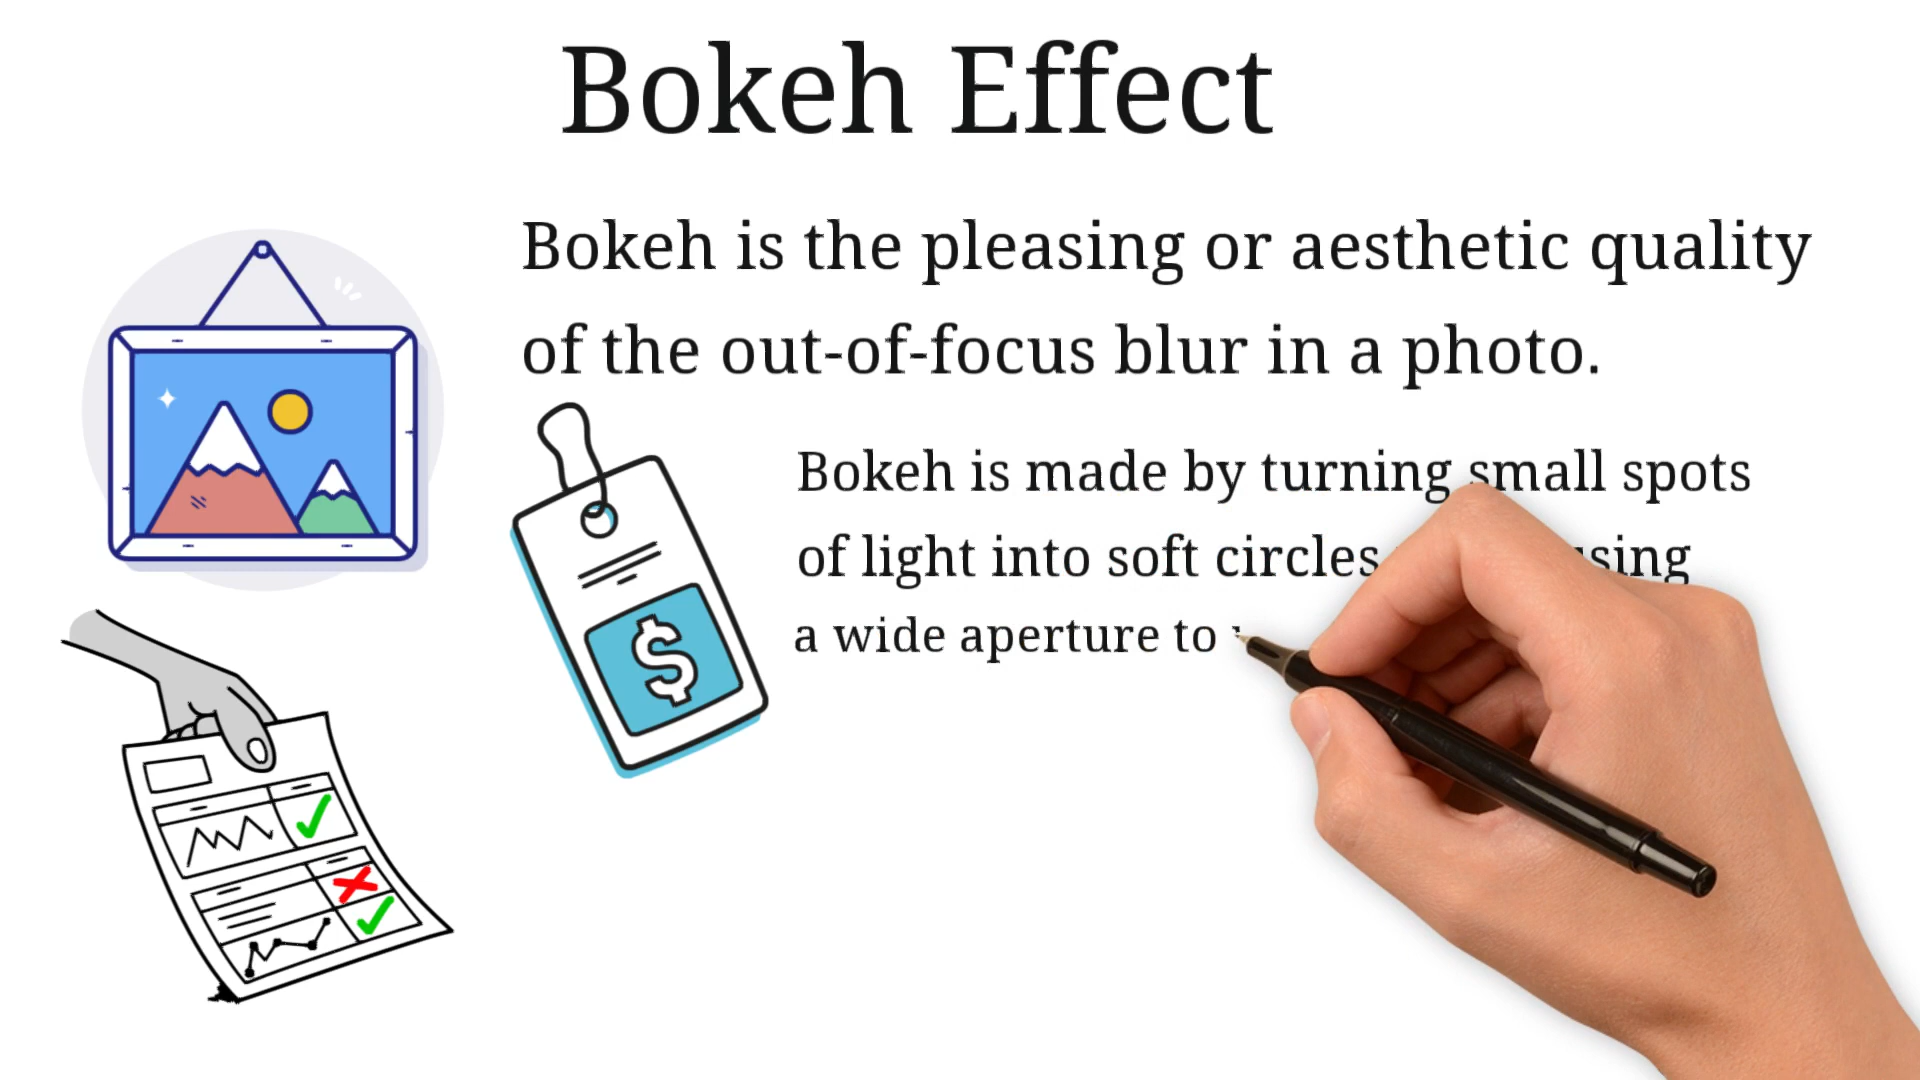 Bokeh Effect
Bokeh is the pleasing or aesthetic quality
of the out-of-focus blur in a photo.
Bokeh is made by turning small spots
of light into soft circles
a wide aperture to
$